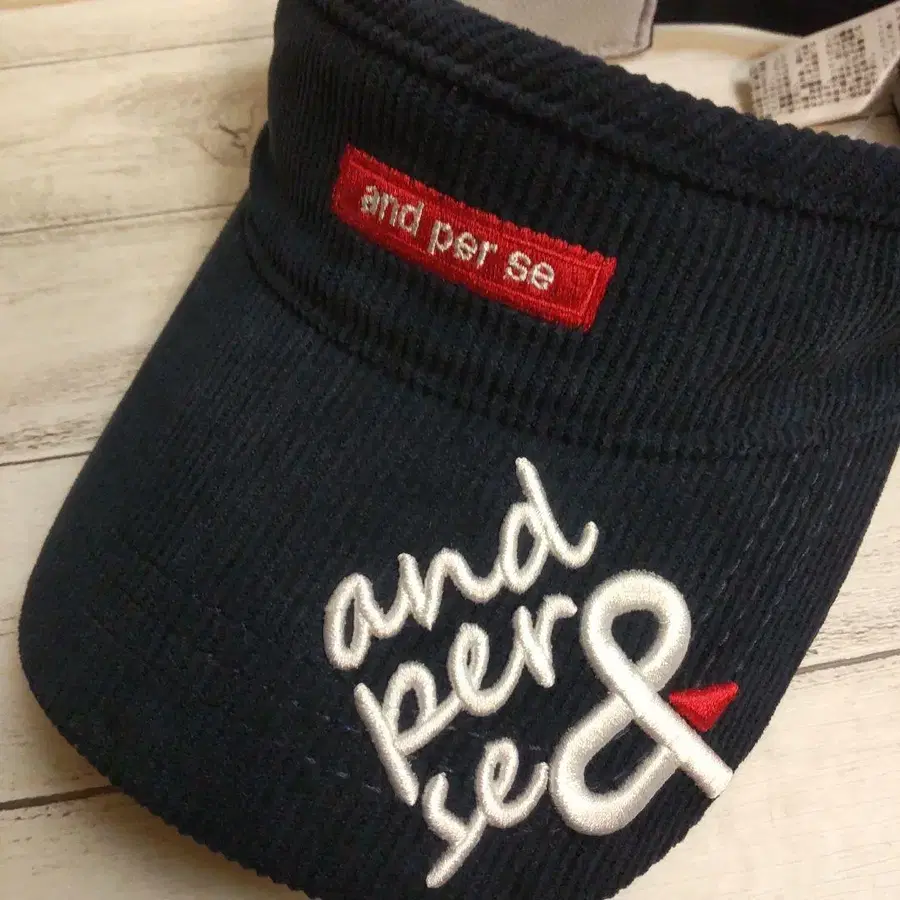 and per se
and
per
se
&